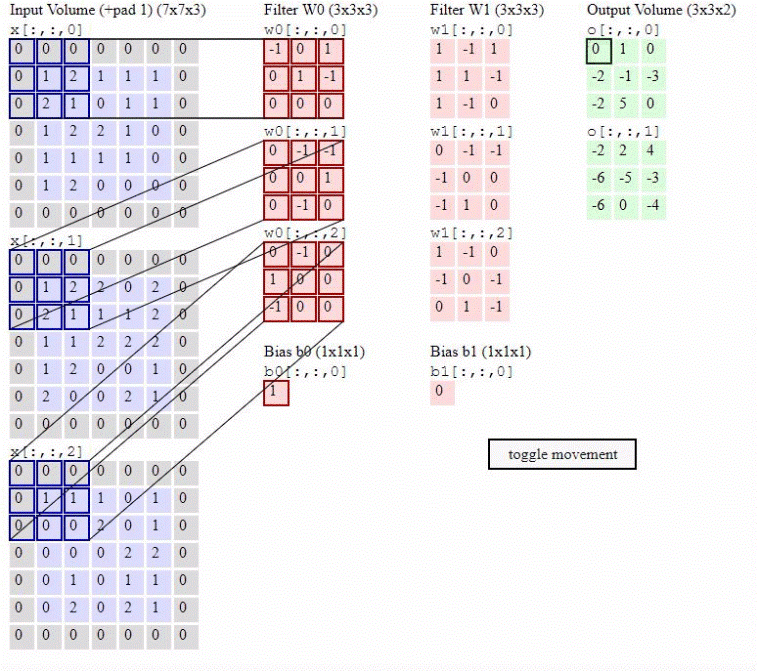 Input Volume (+pad 1) (7x7x3)
x[:,:,0]
0 0 0 0 0 0 0
0 1 2 1 1 1 0
0 2 1 0 1 1 0
0 1 2 2 1 0 0
0 1 1 1 1 0 0
0 1 2 0 0 0 0
0 0 0 0 0 0 0
x[:,:,1]
0 0 0 0 0 0 0
0 1 2 2 0 2 0
0 2 1 1 1 2 0
0 1 1 2 2 2 0
0 1 2 0 0 1 0
0 2 0 0 2 1 0
0 0 0 0 0 0 0
x[:,:,2]
0 0 0 0 0 0 0
0 1 1 1 0 1 0
0 0 0 2 0 1 0
0 0 0 0 2 2 0
0 0 1 0 1 1 0
0 0 2 0 2 1 0
0 0 0 0 0 0 0
Filter W0 (3x3x3)
w0[:,:,0]
-1 0 1
0 1 -1
0 0 0
w0[:,:,1]
0 -1 -1
0 0 1
0 -1 0
w0[:,:,2]
0 -1 0
1 0 0
-1 0 0
Bias b0 (1x1x1)
b0[:,:,0]
1
Filter W1 (3x3x3)
w1[:,:,0]
1 -1 1
1 1 -1
1 -1 0
w1[:,:,1]
0 -1 -1
-1 0 0
-1 1 0
w1[:,:,2]
1 -1 0
-1 0 -1
0 1 -1
Bias b1 (1x1x1)
b1[:,:,0]
0
Output Volume (3x3x2)
o[:,:,0]
0 1 0
-2 -1 -3
-2 5 0
o[:,:,1]
-2 2 4
-6 -5 -3
-6 0 -4
toggle movement